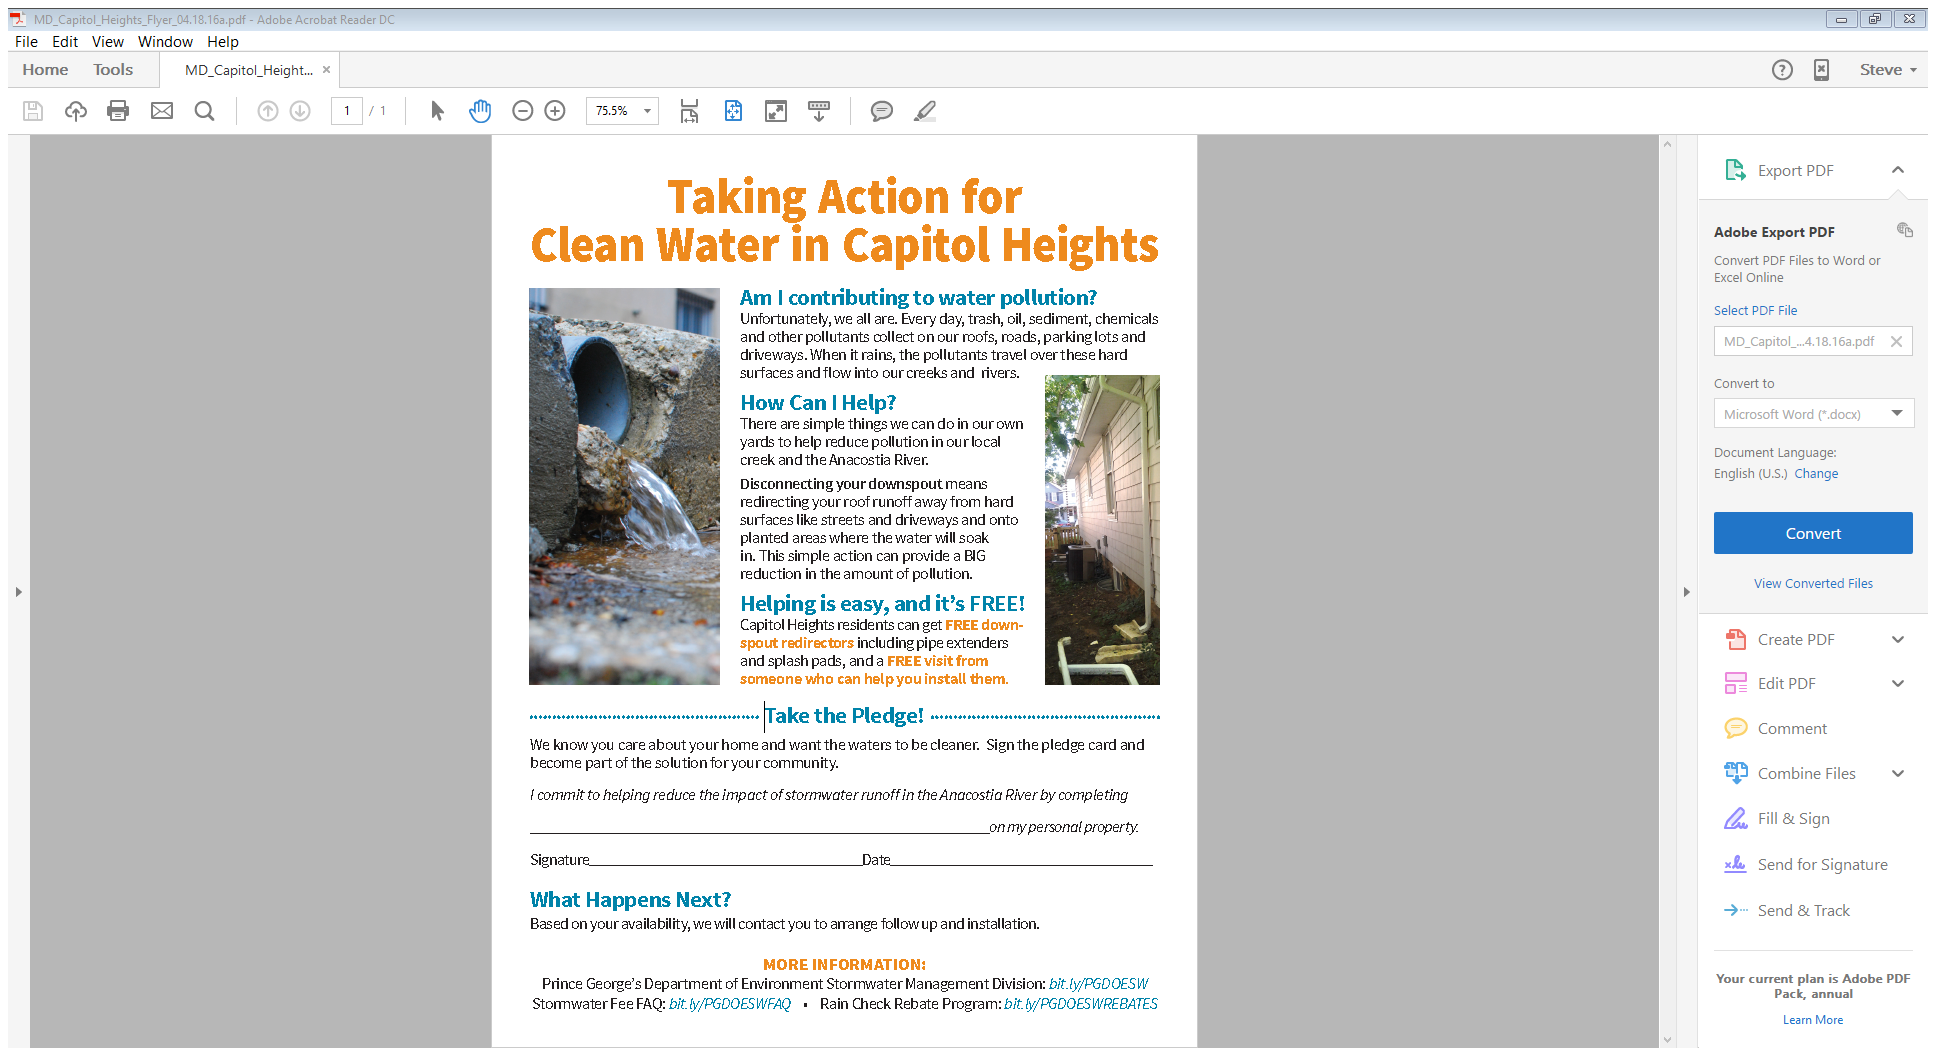 MD_Capitol_Heights_Flyer_04.18.16a.pdf - Adobe Acrobat Reader DC
File Edit View Window Help
Home Tools MD_Capitol_Height... ×
? Steve
1 / 1 75.5%
Taking Action for
Clean Water in Capitol Heights
Am I contributing to water pollution?
Unfortunately, we all are. Every day, trash, oil, sediment, chemicals
and other pollutants collect on our roofs, roads, parking lots and
driveways. When it rains, the pollutants travel over these hard
surfaces and flow into our creeks and rivers.
How Can I Help?
There are simple things we can do in our own
yards to help reduce pollution in our local
creek and the Anacostia River.
Disconnecting your downspout means
redirecting your roof runoff away from hard
surfaces like streets and driveways and onto
planted areas where the water will soak
in. This simple action can provide a BIG
reduction in the amount of pollution.
Helping is easy, and it's FREE!
Capitol Heights residents can get FREE down-
spout redirectors including pipe extenders
and splash pads, and a FREE visit from
someone who can help you install them.
Take the Pledge!
We know you care about your home and want the waters to be cleaner. Sign the pledge card and
become part of the solution for your community.
I commit to helping reduce the impact of stormwater runoff in the Anacostia River by completing
on my personal property.
Signature Date
What Happens Next?
Based on your availability, we will contact you to arrange follow up and installation.
MORE INFORMATION:
Prince George's Department of Environment Stormwater Management Division: bit.ly/PGDOESW
Stormwater Fee FAQ: bit.ly/PGDOESWFAQ • Rain Check Rebate Program: bit.ly/PGDOESWREBATES
Export PDF
Adobe Export PDF
Convert PDF Files to Word or
Excel Online
Select PDF File
MD_Capitol_...4.18.16a.pdf
Convert to
Microsoft Word (*.docx)
Document Language:
English (U.S.) Change
Convert
View Converted Files
Create PDF
Edit PDF
Comment
Combine Files
Fill & Sign
Send for Signature
Send & Track
Your current plan is Adobe PDF
Pack, annual
Learn More